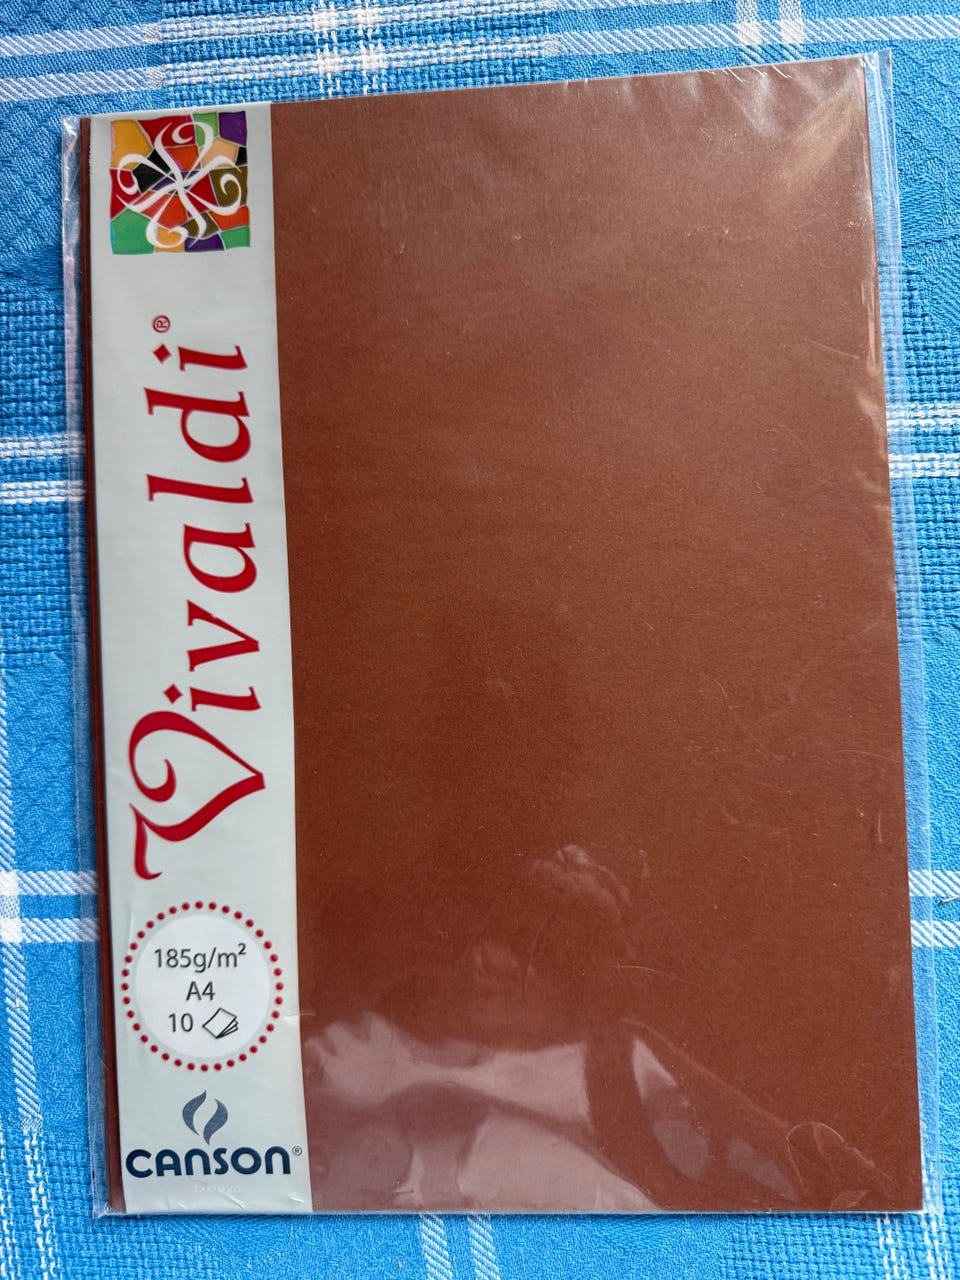 Vivaldi®
185g/m²
A4
10
CANSON®